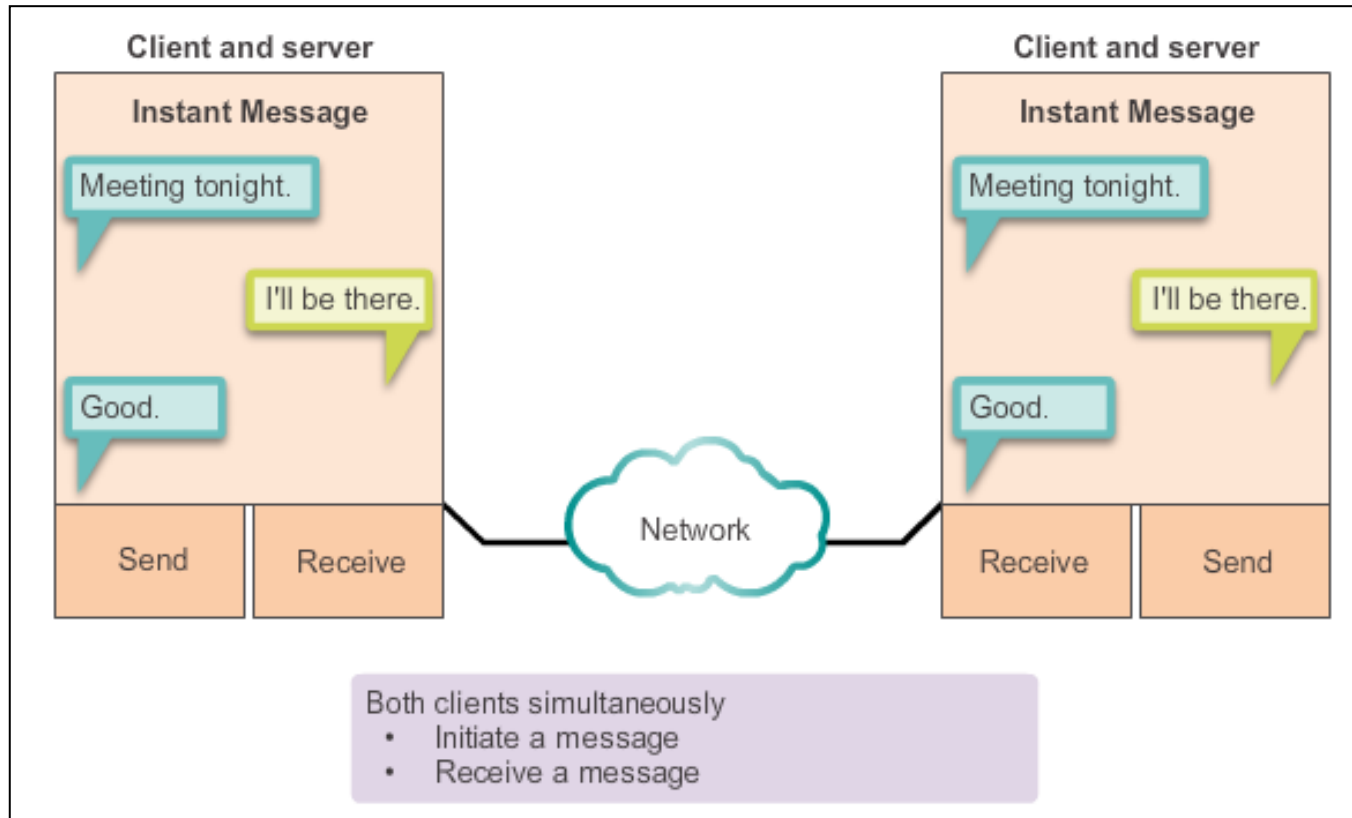 Client and server
Instant Message
Meeting tonight.
I'll be there.
Good.
Send
Receive
Network
Client and server
Instant Message
Meeting tonight.
I'll be there.
Good.
Receive
Send
Both clients simultaneously
• Initiate a message
• Receive a message